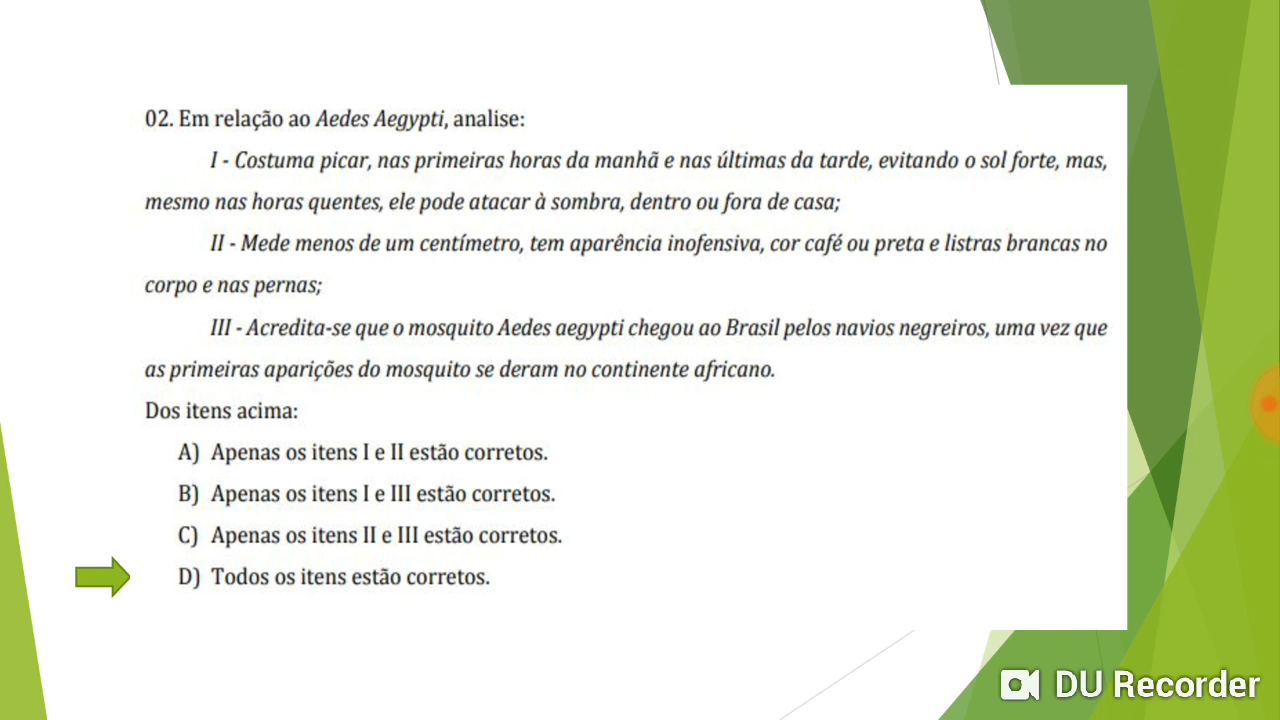 02. Em relação ao Aedes Aegypti, analise:
I - Costuma picar, nas primeiras horas da manhã e nas últimas da tarde, evitando o sol forte, mas,
mesmo nas horas quentes, ele pode atacar à sombra, dentro ou fora de casa;
II - Mede menos de um centímetro, tem aparência inofensiva, cor café ou preta e listras brancas no
corpo e nas pernas;
III - Acredita-se que o mosquito Aedes aegypti chegou ao Brasil pelos navios negreiros, uma vez que
as primeiras aparições do mosquito se deram no continente africano.
Dos itens acima:
A) Apenas os itens I e II estão corretos.
B) Apenas os itens I e III estão corretos.
C) Apenas os itens II e III estão corretos.
D) Todos os itens estão corretos.
DU Recorder